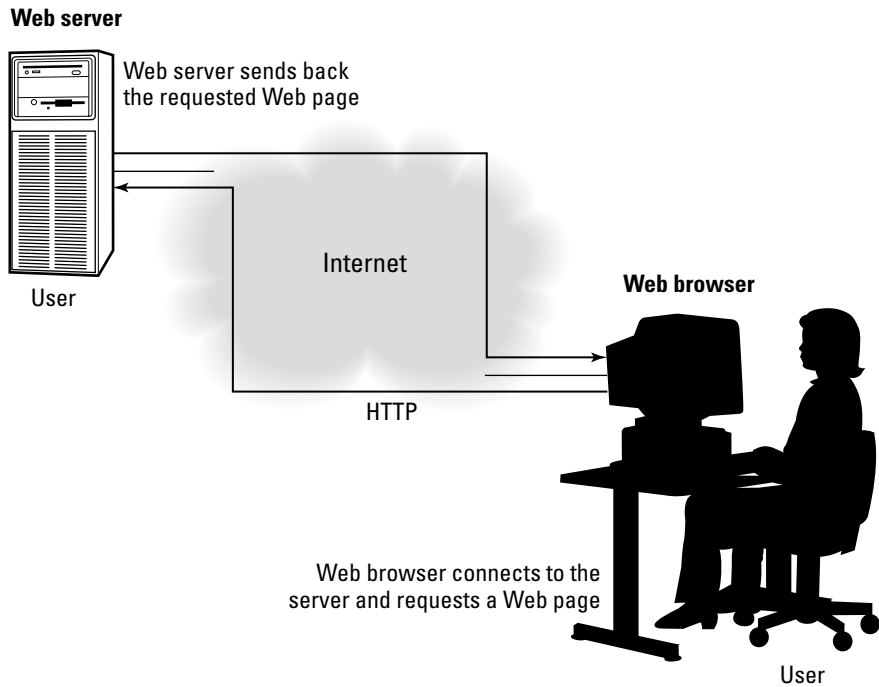 Web server
Web server sends back
the requested Web page
Internet
User
Web browser
HTTP
Web browser connects to the
server and requests a Web page
User